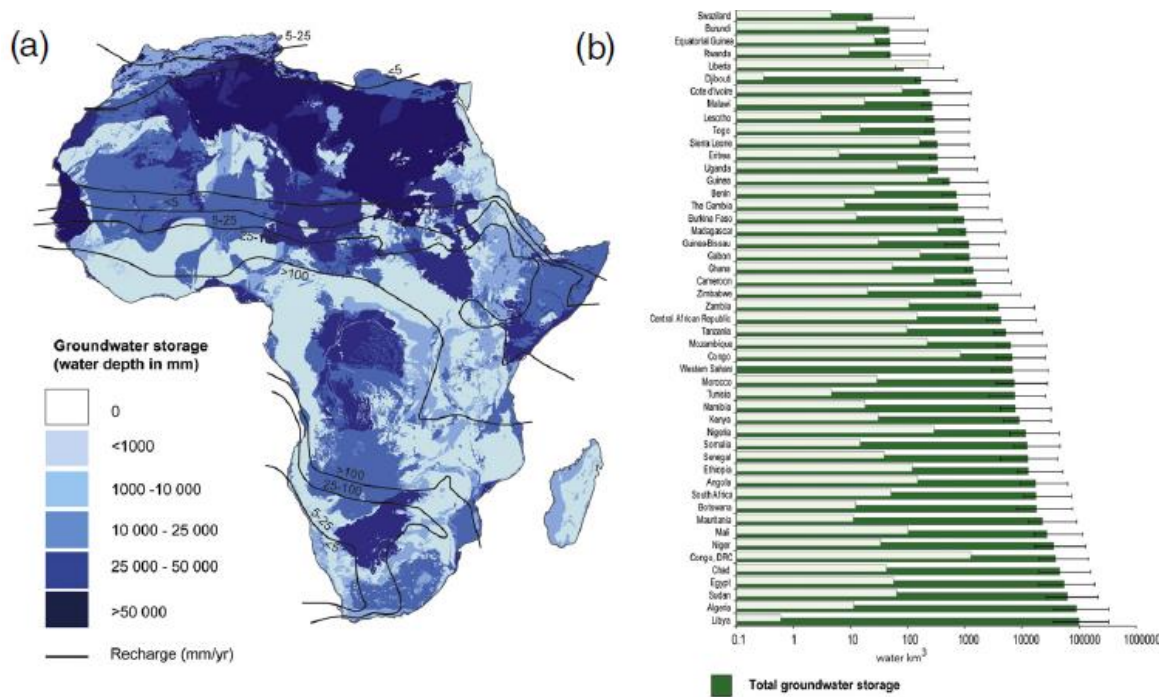 (a)
5-25
<5
<5
5-25
25-1
>100
>100
25-100
5-25
<5
Groundwater storage
(water depth in mm)
0
<1000
1000 -10 000
10 000 - 25 000
25 000 - 50 000
>50 000
Recharge (mm/yr)
(b)
Swaziland
Burundi
Equatorial Guinea
Rwanda
Liberia
Djibouti
Cote d'Ivoire
Malawi
Lesotho
Togo
Sierra Leone
Eritrea
Uganda
Guinea
Benin
The Gambia
Burkina Faso
Madagascar
Guinea-Bissau
Gabon
Ghana
Cameroon
Zimbabwe
Zambia
Central African Republic
Tanzania
Mozambique
Congo
Western Sahara
Morocco
Tunisia
Namibia
Kenya
Nigeria
Somalia
Senegal
Ethiopia
Angola
South Africa
Botswana
Mauritania
Mali
Niger
Congo, DRC
Chad
Egypt
Sudan
Algeria
Libya
0.1 1 10 100 1000 10000 100000 1000000
water km³
Total groundwater storage